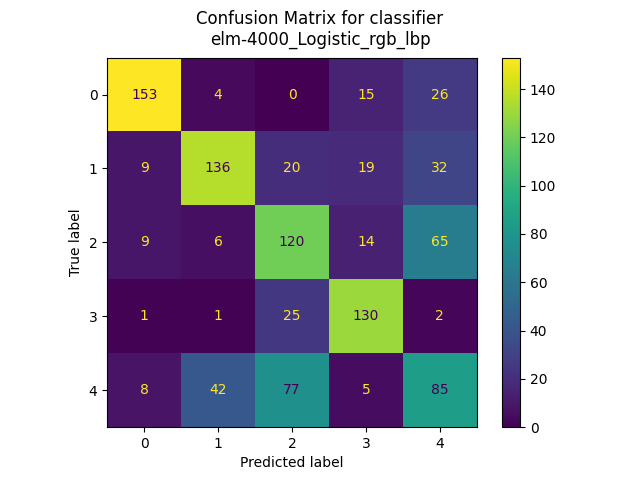 Confusion Matrix for classifier
elm-4000_Logistic_rgb_lbp
0 153 4 0 15 26
1 9 136 20 19 32
2 9 6 120 14 65
3 1 1 25 130 2
4 8 42 77 5 85
0 1 2 3 4
True label
Predicted label
140
120
100
80
60
40
20
0